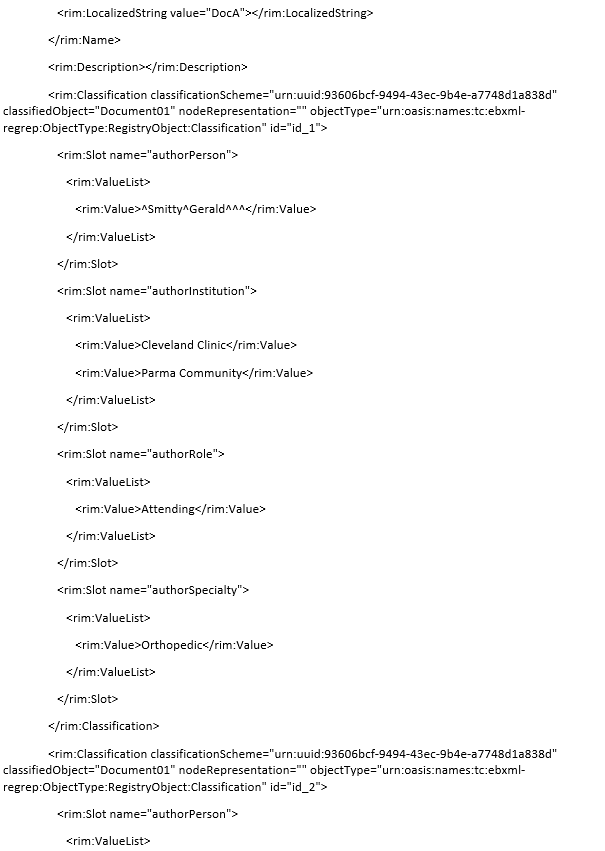 <rim:LocalizedString value="DocA"></rim:LocalizedString>
</rim:Name>
<rim:Description></rim:Description>
<rim:Classification classificationScheme="urn:uuid:93606bcf-9494-43ec-9b4e-a7748d1a838d"
classifiedObject="Document01" nodeRepresentation="" objectType="urn:oasis:names:tc:ebxml-
regrep:ObjectType:RegistryObject:Classification" id="id_1">
<rim:Slot name="authorPerson">
<rim:ValueList>
<rim:Value>^Smitty^Gerald^^^</rim:Value>
</rim:ValueList>
</rim:Slot>
<rim:Slot name="authorInstitution">
<rim:ValueList>
<rim:Value>Cleveland Clinic</rim:Value>
<rim:Value>Parma Community</rim:Value>
</rim:ValueList>
</rim:Slot>
<rim:Slot name="authorRole">
<rim:ValueList>
<rim:Value>Attending</rim:Value>
</rim:ValueList>
</rim:Slot>
<rim:Slot name="authorSpecialty">
<rim:ValueList>
<rim:Value>Orthopedic</rim:Value>
</rim:ValueList>
</rim:Slot>
</rim:Classification>
<rim:Classification classificationScheme="urn:uuid:93606bcf-9494-43ec-9b4e-a7748d1a838d"
classifiedObject="Document01" nodeRepresentation="" objectType="urn:oasis:names:tc:ebxml-
regrep:ObjectType:RegistryObject:Classification" id="id_2">
<rim:Slot name="authorPerson">
<rim:ValueList>